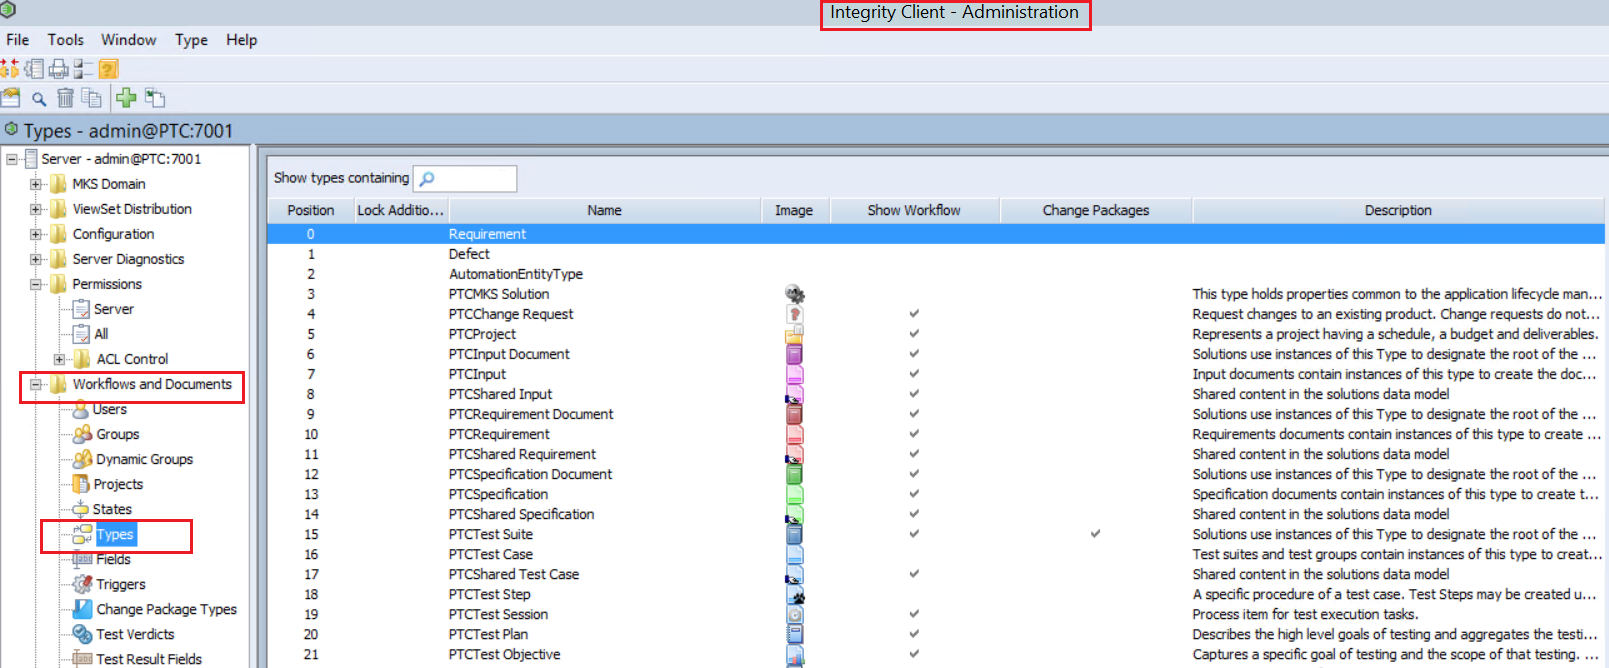 Integrity Client - Administration
File Tools Window Type Help
Types - admin@PTC:7001
Server - admin@PTC:7001
MKS Domain
ViewSet Distribution
Configuration
Server Diagnostics
Permissions
Server
All
ACL Control
Workflows and Documents
Users
Groups
Dynamic Groups
Projects
States
Types
Fields
Triggers
Change Package Types
Test Verdicts
Test Result Fields
Show types containing
Position Lock Additio... Name Image Show Workflow Change Packages Description
0 Requirement
1 Defect
2 AutomationEntityType
3 PTCMKS Solution This type holds properties common to the application lifecycle man...
4 PTCChange Request Request changes to an existing product. Change requests do not...
5 PTCProject Represents a project having a schedule, a budget and deliverables.
6 PTCInput Document Solutions use instances of this Type to designate the root of the ...
7 PTCInput Input documents contain instances of this type to create the doc...
8 PTCShared Input Shared content in the solutions data model
9 PTCRequirement Document Solutions use instances of this Type to designate the root of the ...
10 PTCRequirement Requirements documents contain instances of this type to create ...
11 PTCShared Requirement Shared content in the solutions data model
12 PTCSpecification Document Solutions use instances of this Type to designate the root of the ...
13 PTCSpecification Specification documents contain instances of this type to create t...
14 PTCShared Specification Shared content in the solutions data model
15 PTCTest Suite Solutions use instances of this Type to designate the root of the ...
16 PTCTest Case Test suites and test groups contain instances of this type to creat...
17 PTCShared Test Case Shared content in the solutions data model
18 PTCTest Step A specific procedure of a test case. Test Steps may be created u...
19 PTCTest Session Process item for test execution tasks.
20 PTCTest Plan Describes the high level goals of testing and aggregates the testi...
21 PTCTest Objective Captures a specific goal of testing and the scope of that testing. ...